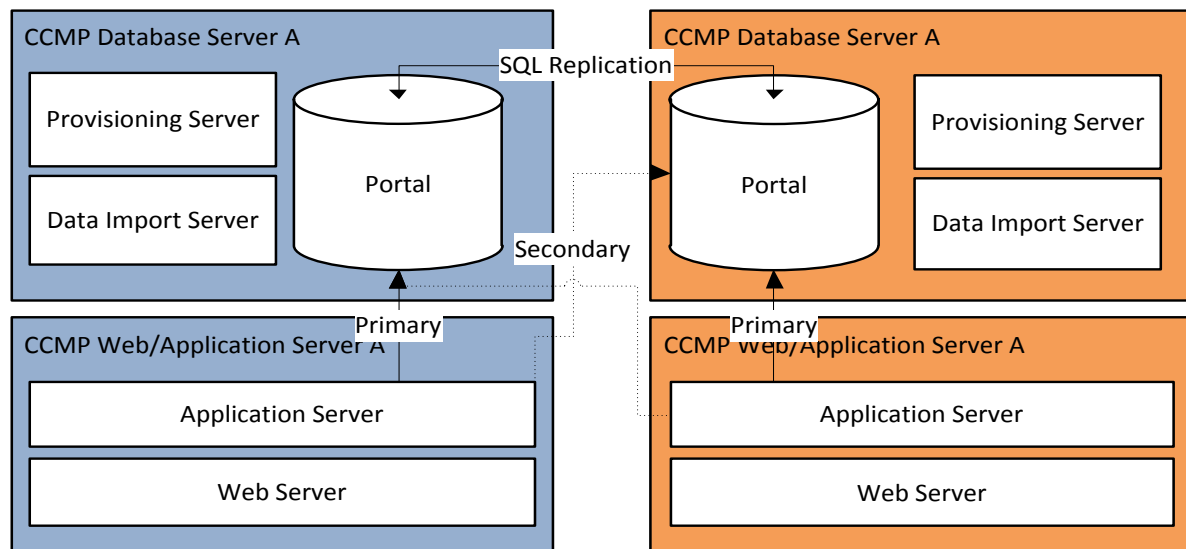 CCMP Database Server A
CCMP Database Server A
SQL Replication
Provisioning Server
Provisioning Server
Portal
Portal
Data Import Server
Data Import Server
Secondary
Primary
Primary
CCMP Web/Application Server A
CCMP Web/Application Server A
Application Server
Application Server
Web Server
Web Server